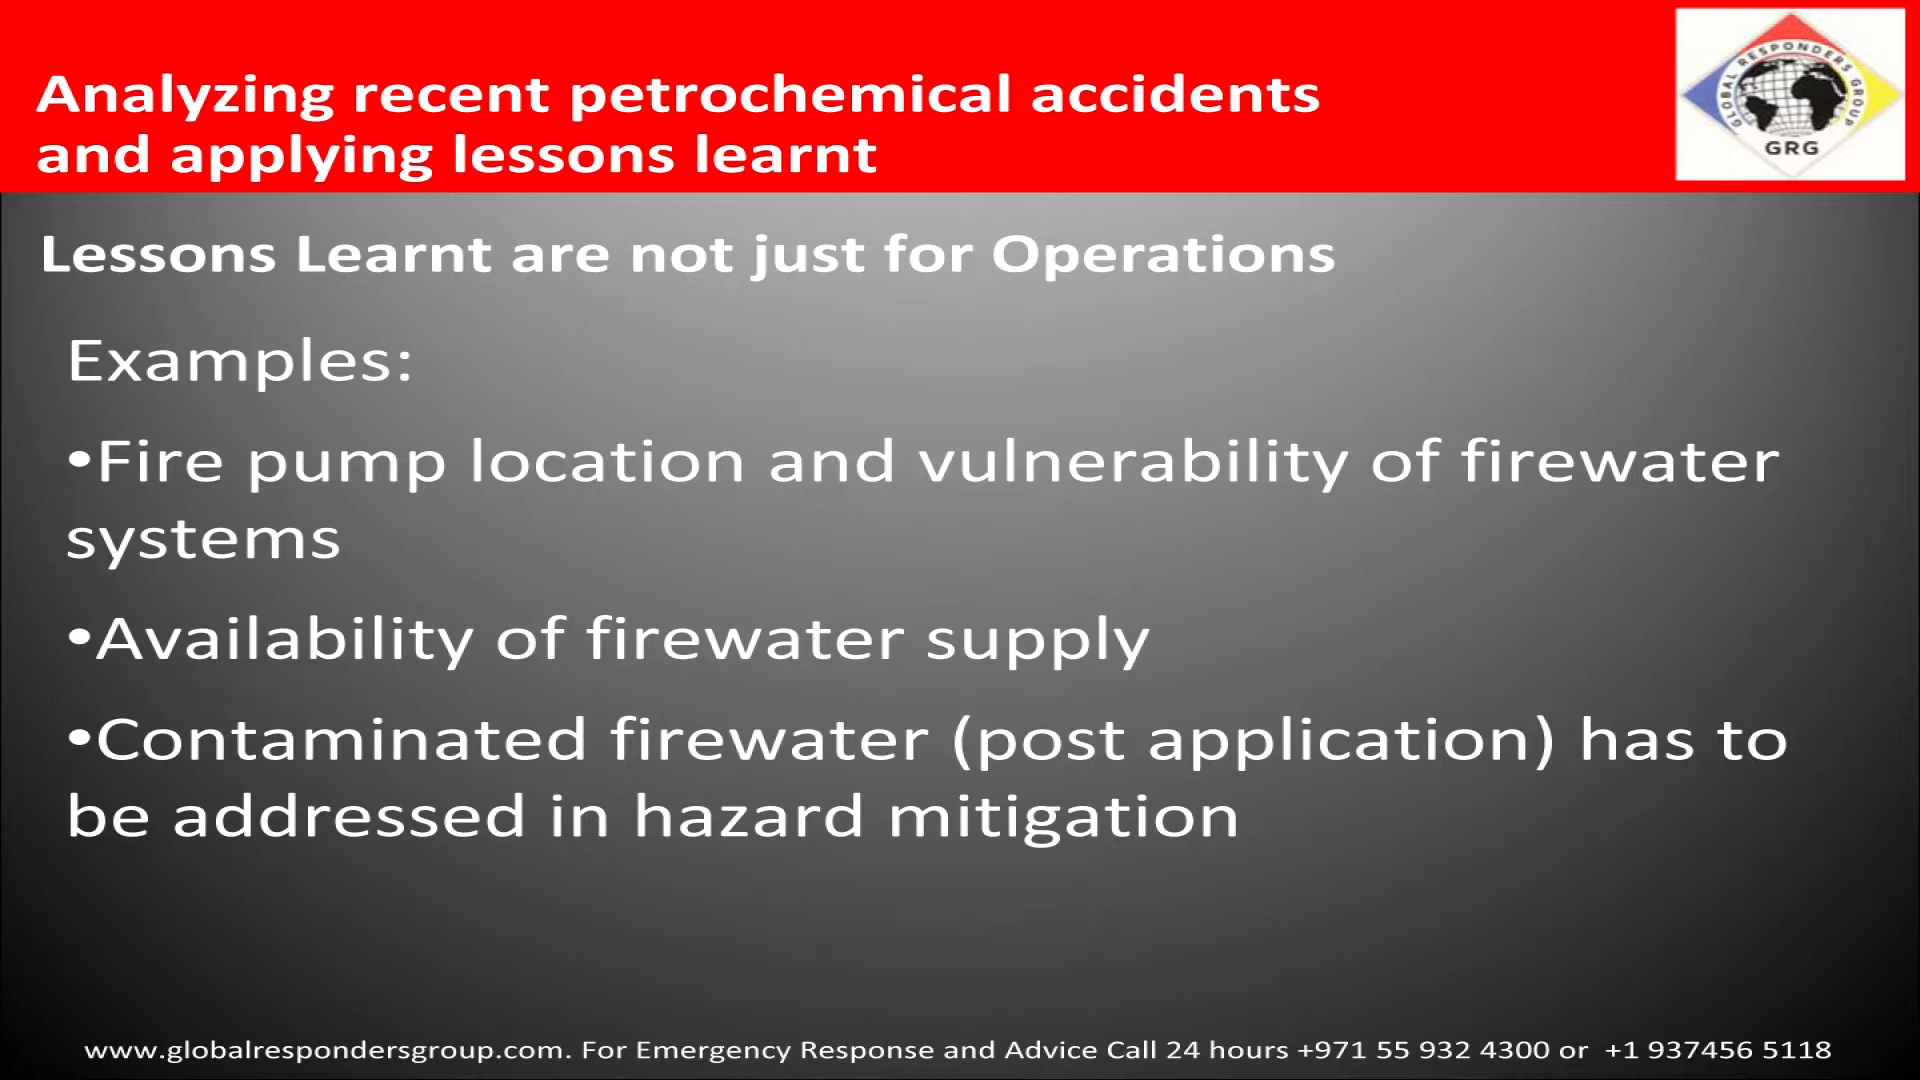 Analyzing recent petrochemical accidents
and applying lessons learnt
GLOBAL RESPONDERS GROUP
GRG
Lessons Learnt are not just for Operations
Examples:
•Fire pump location and vulnerability of firewater
systems
•Availability of firewater supply
•Contaminated firewater (post application) has to
be addressed in hazard mitigation
www.globalrespondersgroup.com. For Emergency Response and Advice Call 24 hours +971 55 932 4300 or +1 937456 5118